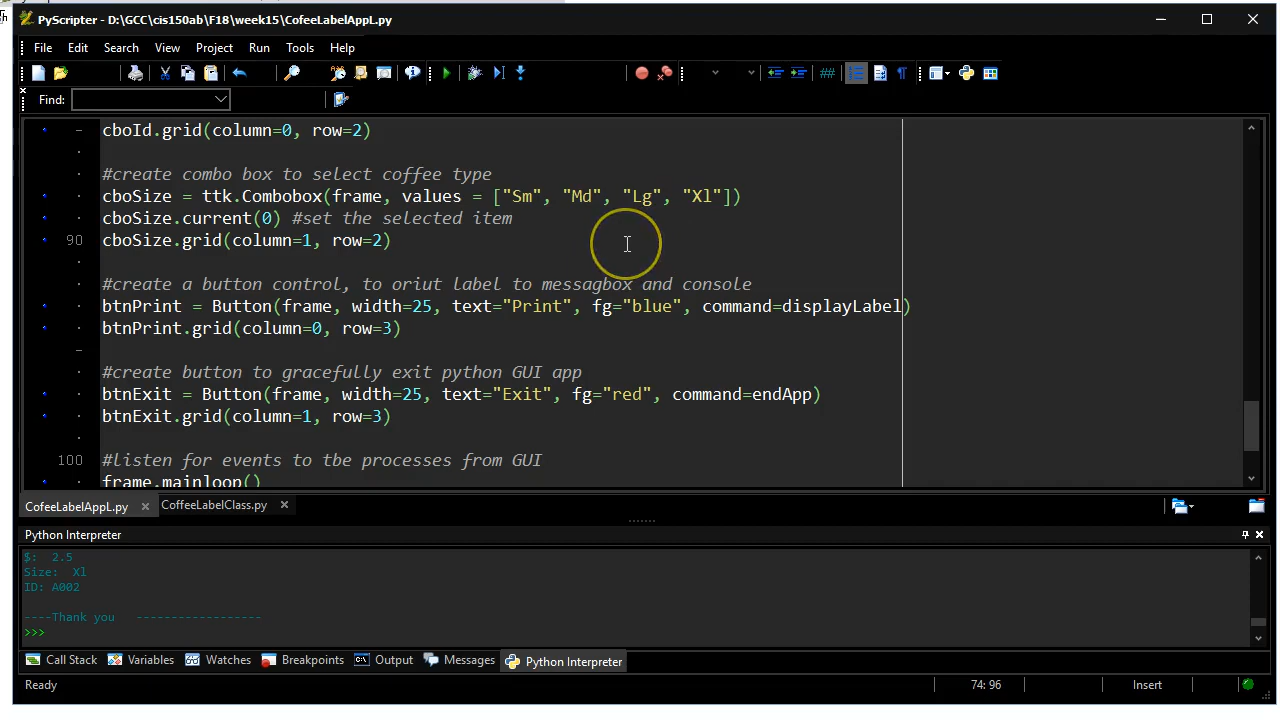 PyScripter - D:\GCC\cis150ab\F18\week15\CofeeLabelAppL.py
File Edit Search View Project Run Tools Help
Find:
cboId.grid(column=0, row=2)
#create combo box to select coffee type
cboSize = ttk.Combobox(frame, values = ["Sm", "Md", "Lg", "Xl"])
cboSize.current(0) #set the selected item
90 cboSize.grid(column=1, row=2)
#create a button control, to oriut label to messagbox and console
btnPrint = Button(frame, width=25, text="Print", fg="blue", command=displayLabel)
btnPrint.grid(column=0, row=3)
#create button to gracefully exit python GUI app
btnExit = Button(frame, width=25, text="Exit", fg="red", command=endApp)
btnExit.grid(column=1, row=3)
100 #listen for events to tbe processes from GUI
frame.mainloop()
CofeeLabelAppL.py CoffeeLabelClass.py
Python Interpreter
$: 2.5
Size: Xl
ID: A002
----Thank you ------------------
>>>
Call Stack Variables Watches Breakpoints Output Messages Python Interpreter
Ready 74: 96 Insert